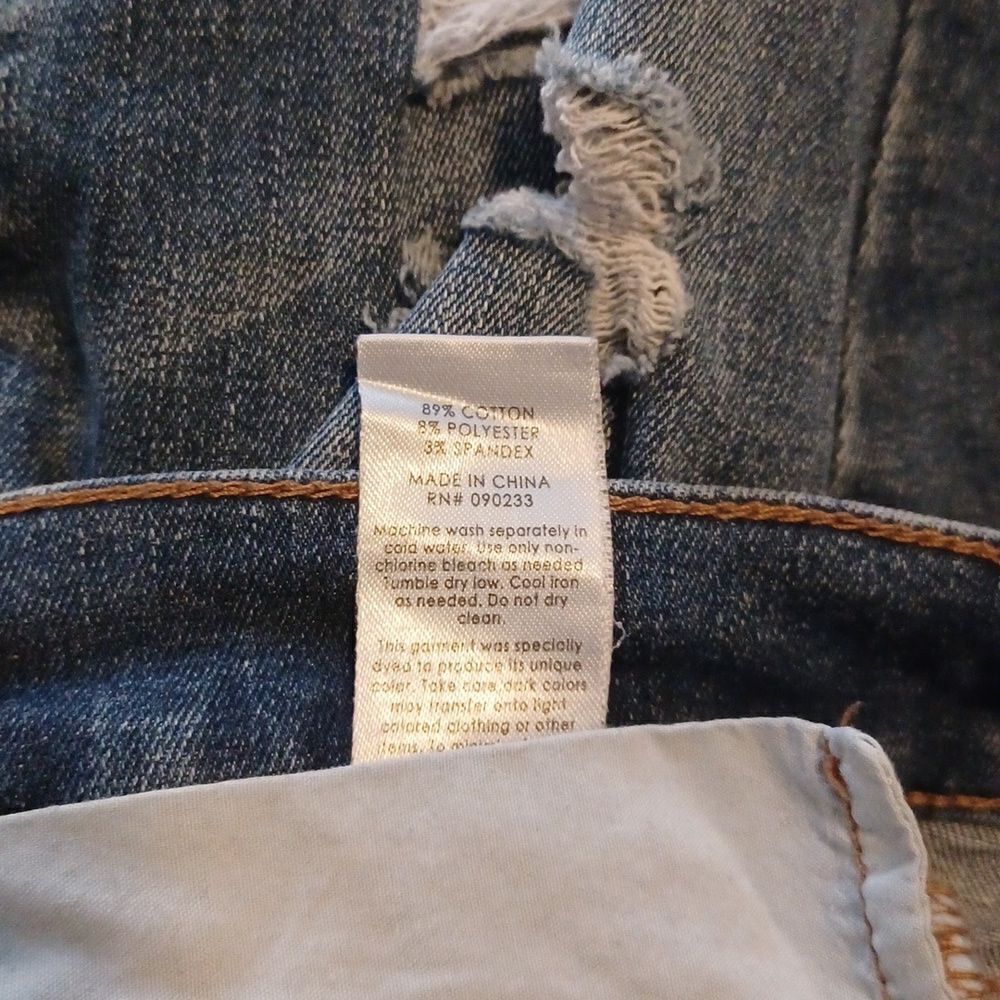 89% COTTON
8% POLYESTER
3% SPANDEX
MADE IN CHINA
RN# 090233
Machine wash separately in
cold water. Use only non-
chlorine bleach as needed
Tumble dry low. Cool iron
as needed. Do not dry
clean.
This garment was specially
dyed to produce its unique
color. Take care, dark colors
may transfer onto light
colored clothing or other
items. To